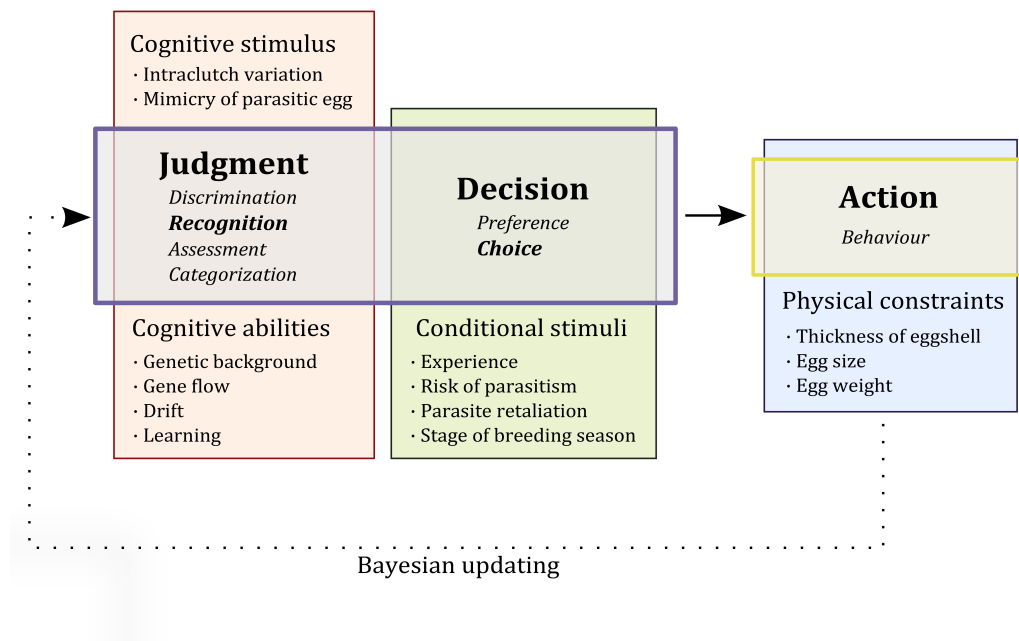 Cognitive stimulus
· Intraclutch variation
· Mimicry of parasitic egg
Judgment
Discrimination
Recognition
Assessment
Categorization
Cognitive abilities
· Genetic background
· Gene flow
· Drift
· Learning
Decision
Preference
Choice
Conditional stimuli
· Experience
· Risk of parasitism
· Parasite retaliation
· Stage of breeding season
Action
Behaviour
Physical constraints
· Thickness of eggshell
· Egg size
· Egg weight
Bayesian updating